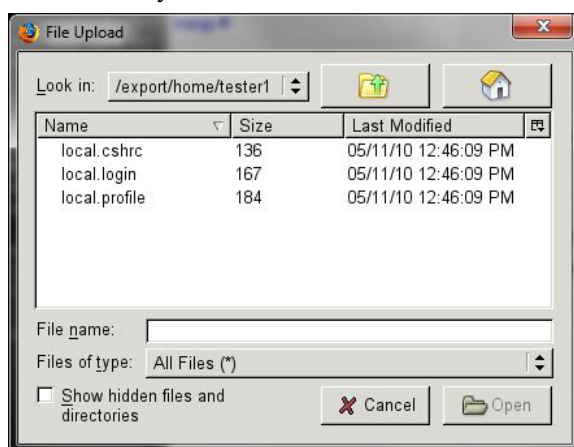 File Upload
Look in: /export/home/tester1
Name Size Last Modified
local.cshrc 136 05/11/10 12:46:09 PM
local.login 167 05/11/10 12:46:09 PM
local.profile 184 05/11/10 12:46:09 PM
File name:
Files of type: All Files (*)
Show hidden files and
directories
Cancel Open